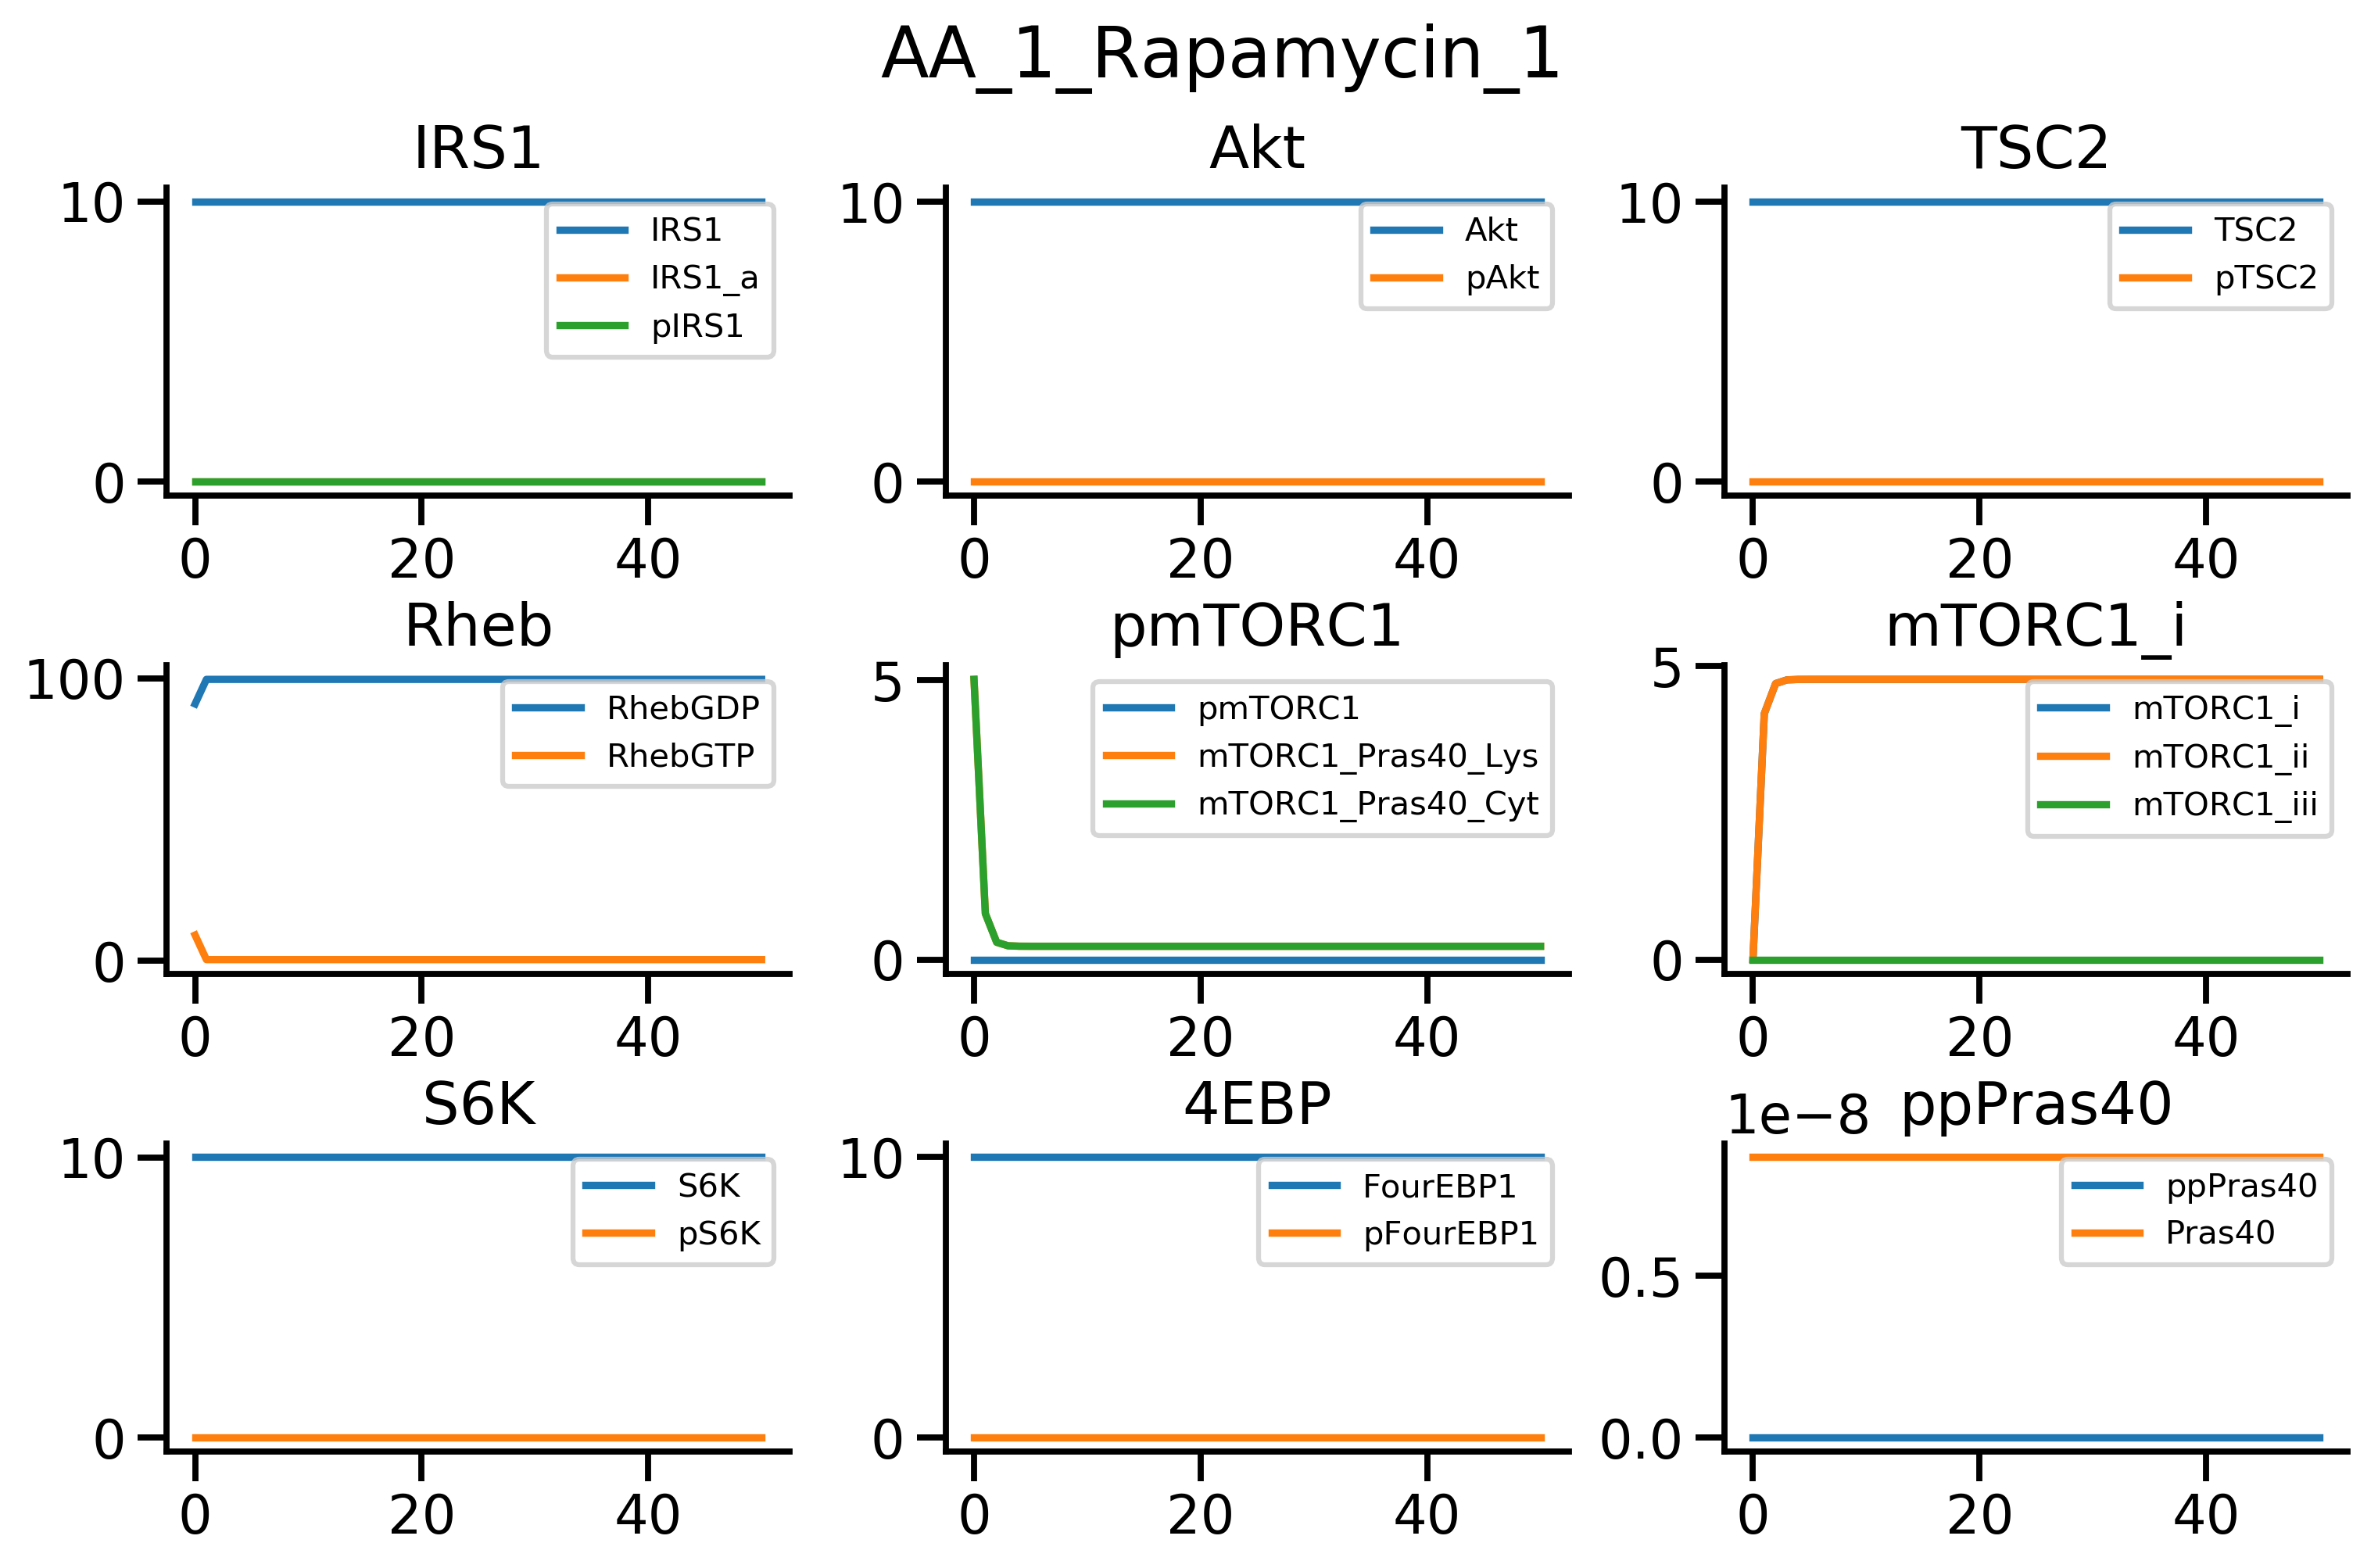 AA_1_Rapamycin_1
IRS1
Akt
TSC2
10
0
IRS1
IRS1_a
pIRS1
0
20
40
10
0
Akt
pAkt
0
20
40
10
0
TSC2
pTSC2
0
20
40
Rheb
pmTORC1
mTORC1_i
100
0
RhebGDP
RhebGTP
0
20
40
5
0
pmTORC1
mTORC1_Pras40_Lys
mTORC1_Pras40_Cyt
0
20
40
5
0
mTORC1_i
mTORC1_ii
mTORC1_iii
0
20
40
S6K
4EBP
1e−8
ppPras40
10
0
S6K
pS6K
0
20
40
10
0
FourEBP1
pFourEBP1
0
20
40
0.5
0.0
ppPras40
Pras40
0
20
40